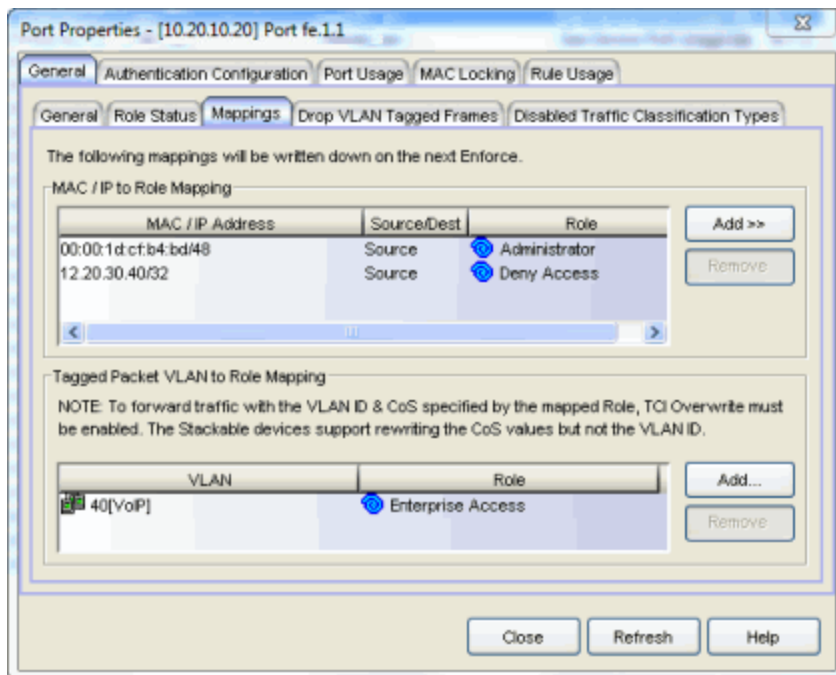 Port Properties - [10.20.10.20] Port fe.1.1
General Authentication Configuration Port Usage MAC Locking Rule Usage
General Role Status Mappings Drop VLAN Tagged Frames Disabled Traffic Classification Types
The following mappings will be written down on the next Enforce.
MAC / IP to Role Mapping
MAC / IP Address Source/Dest Role Add >>
00:00:1d:cf:b4:bd/48 Source Administrator
12.20.30.40/32 Source Deny Access Remove
Tagged Packet VLAN to Role Mapping
NOTE: To forward traffic with the VLAN ID & CoS specified by the mapped Role, TCI Overwrite must
be enabled. The Stackable devices support rewriting the CoS values but not the VLAN ID.
VLAN Role Add...
40[VoIP] Enterprise Access
Remove
Close Refresh Help